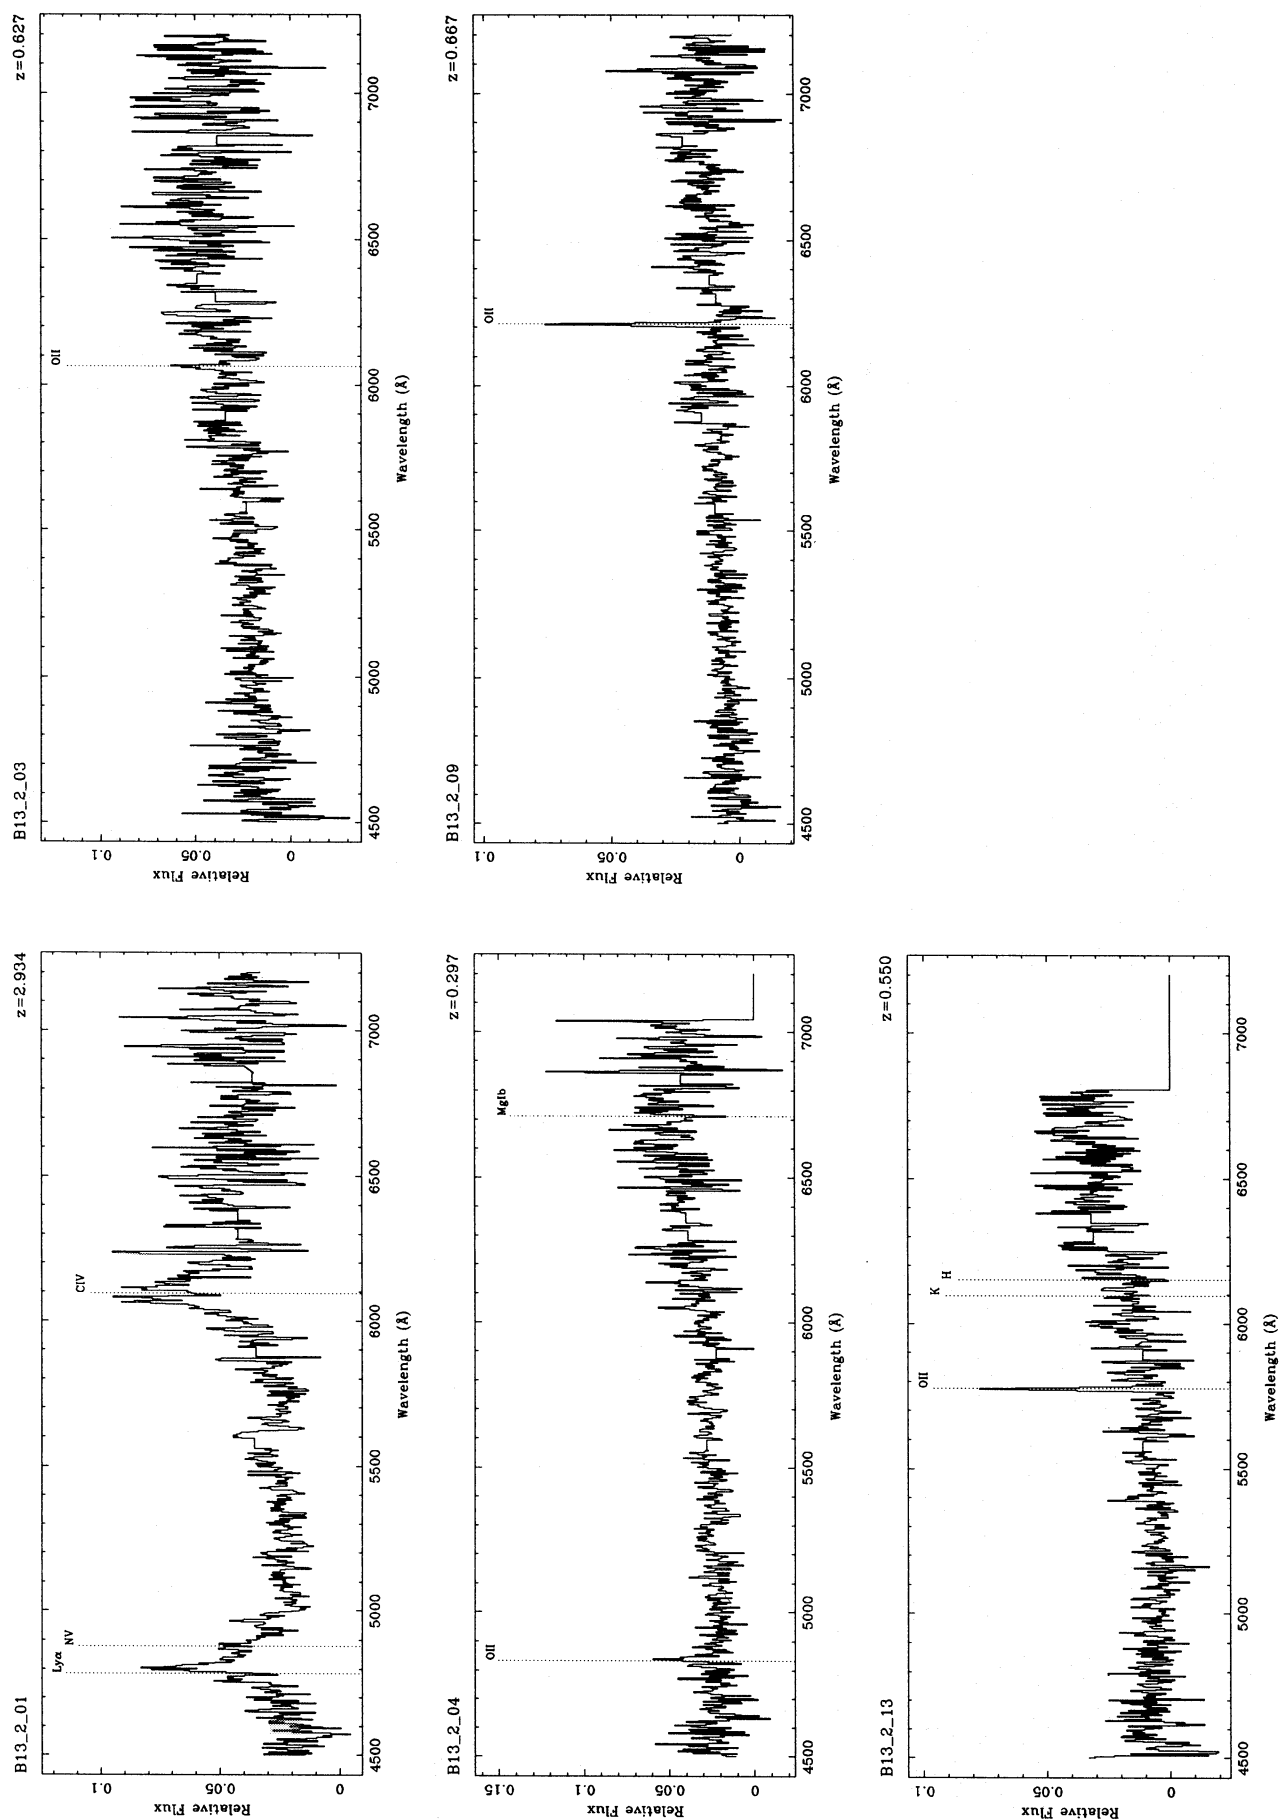 B13_2_01
z=2.934
Lyα
NV
CIV
0
0.05
0.1
Relative Flux
4500
5000
5500
6000
6500
7000
Wavelength (Å)
B13_2_03
z=0.627
OII
0
0.05
0.1
Relative Flux
4500
5000
5500
6000
6500
7000
Wavelength (Å)
B13_2_04
z=0.297
OII
MgIb
0
0.05
0.1
0.15
Relative Flux
4500
5000
5500
6000
6500
7000
Wavelength (Å)
B13_2_09
z=0.667
OII
0
0.05
0.1
Relative Flux
4500
5000
5500
6000
6500
7000
Wavelength (Å)
B13_2_13
z=0.550
OII
K
H
0
0.05
0.1
Relative Flux
4500
5000
5500
6000
6500
7000
Wavelength (Å)